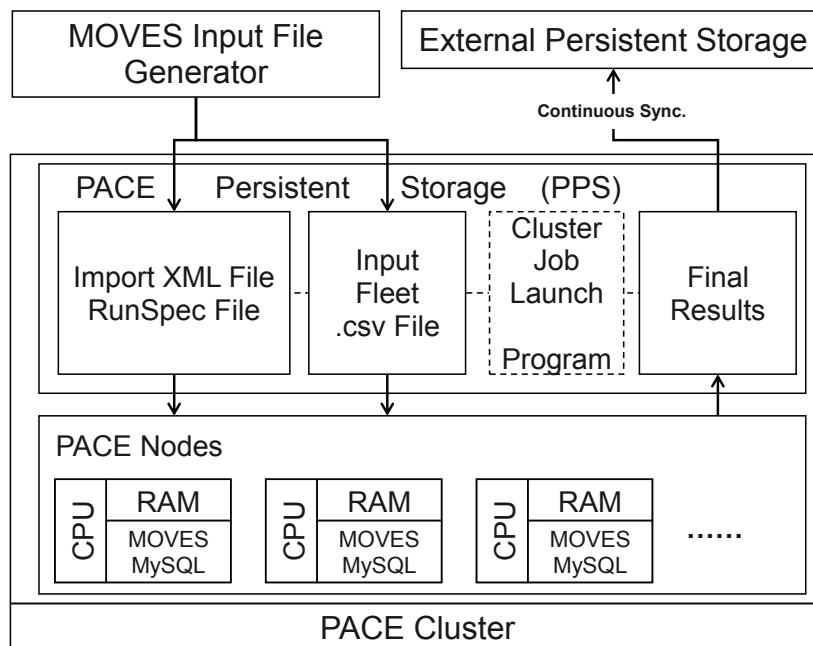 MOVES Input File
Generator
External Persistent Storage
Continuous Sync.
PACE Persistent Storage (PPS)
Import XML File
RunSpec File
Input
Fleet
.csv File
Cluster
Job
Launch
Program
Final
Results
PACE Nodes
CPU
RAM
MOVES
MySQL
CPU
RAM
MOVES
MySQL
CPU
RAM
MOVES
MySQL
......
PACE Cluster